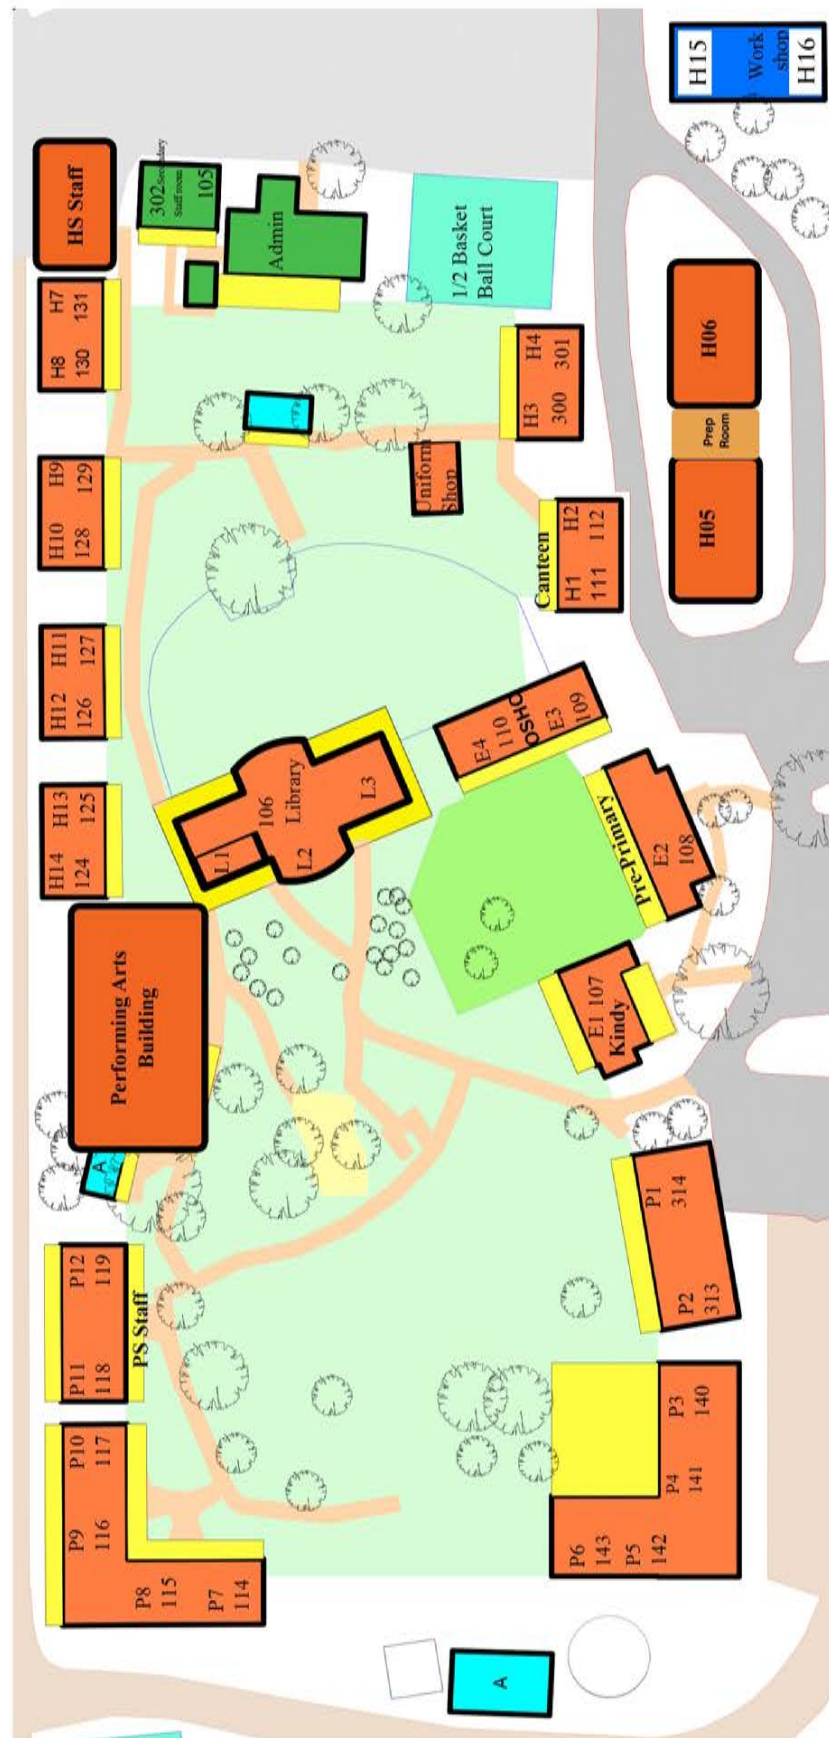 H15
Work
shop
H16
HS Staff
302 Secondary
Staff room
105
Admin
1/2 Basket
Ball Court
H7
131
H8
130
H4
301
H3
300
H06
Prep
Room
H05
Uniform
Shop
H9
129
H10
128
Canteen
H2
112
H1
111
H11
127
H12
126
E4
110
OSHC
E3
109
106
Library
L1
L2
L3
H13
125
H14
124
Pre-Primary
E2
108
Performing Arts
Building
E1 107
Kindy
A
P1
314
P2
313
P12
119
P11
118
PS Staff
P10
117
P9
116
P8
115
P7
114
P3
140
P4
141
P6
143
P5
142
A